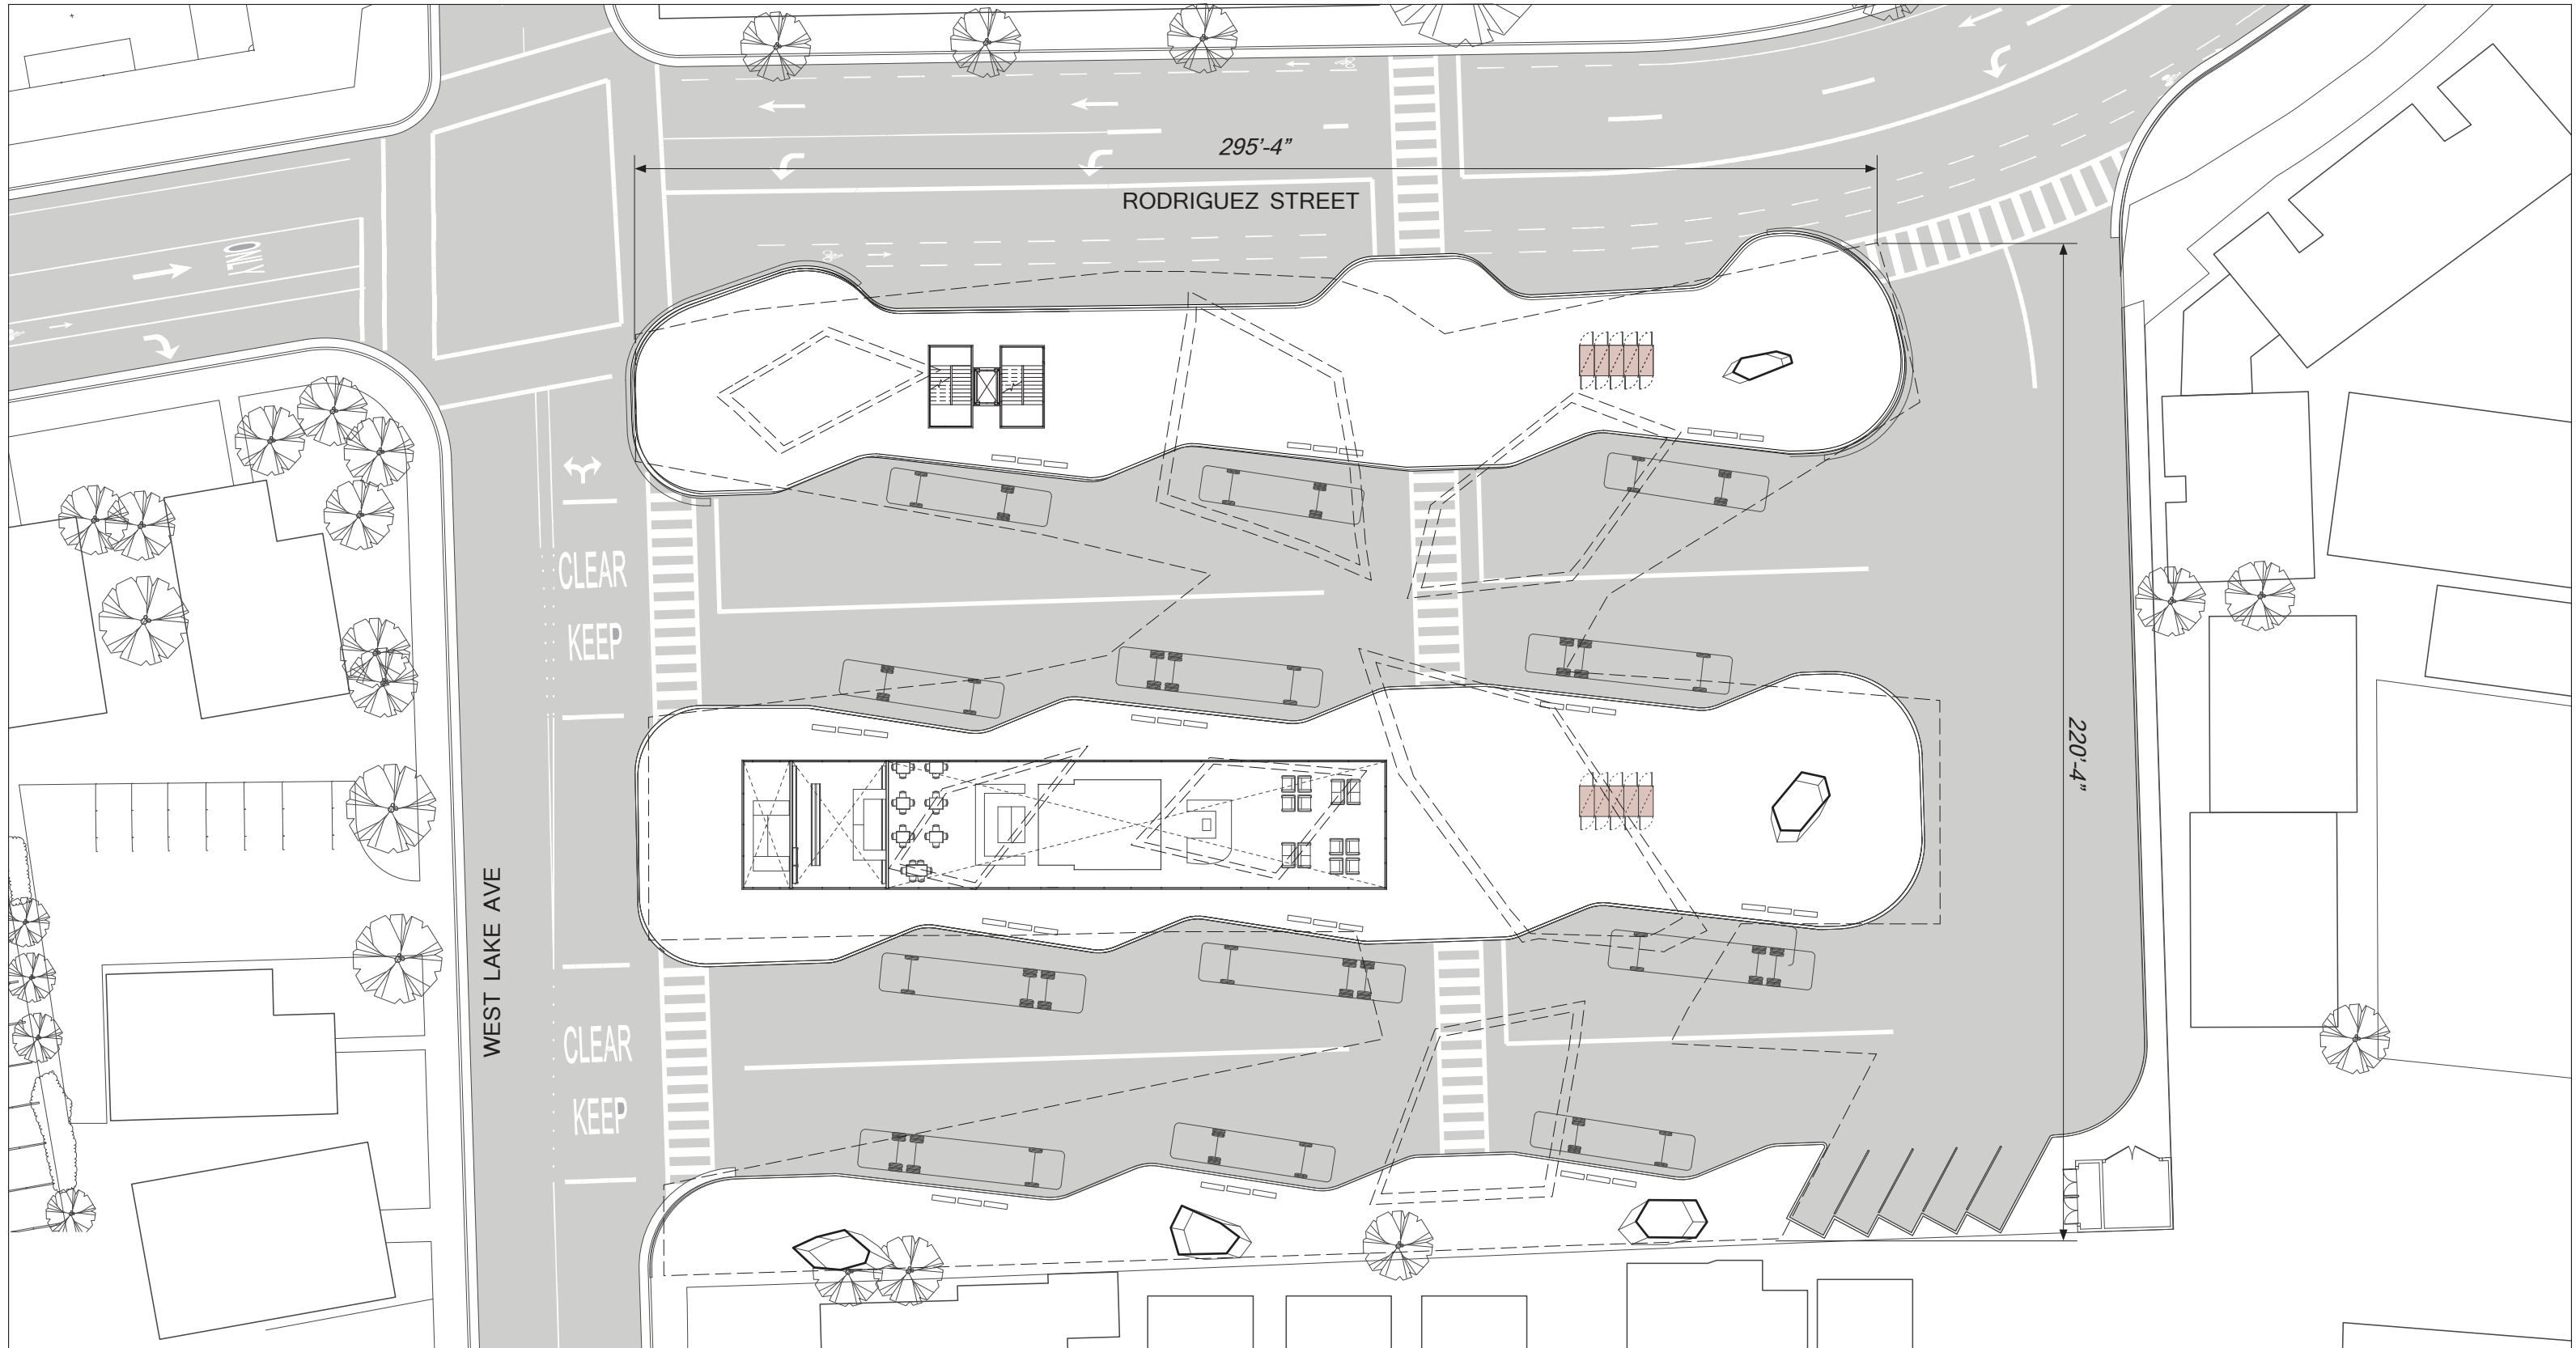 295'-4”
RODRIGUEZ STREET
ONLY
CLEAR
KEEP
220'-4”
WEST LAKE AVE
CLEAR
KEEP